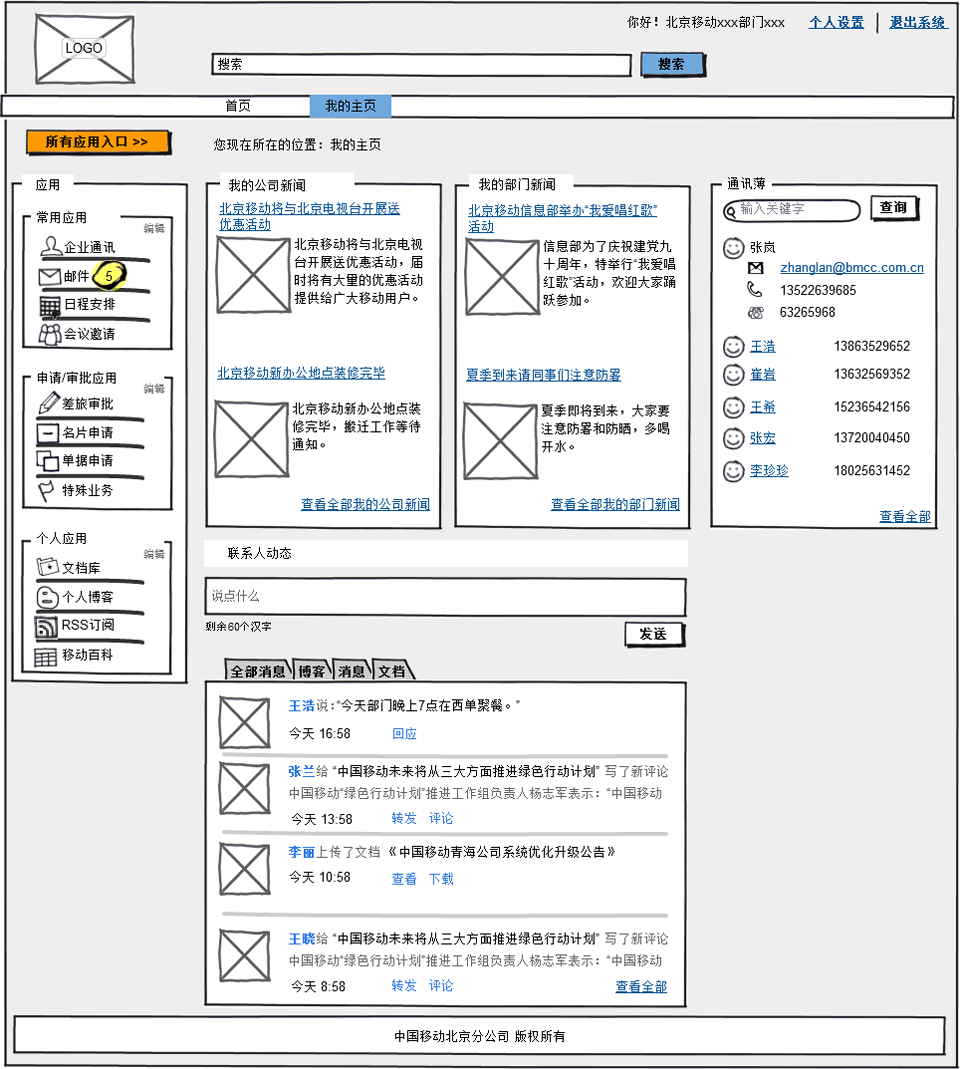 你好！北京移动xxx部门xxx 个人设置 | 退出系统
LOGO
搜索 搜索
首页 我的主页
所有应用入口 >>
您现在所在的位置：我的主页
应用
常用应用
编辑
企业通讯
邮件 5
日程安排
会议邀请
申请/审批应用
编辑
差旅审批
名片申请
单据申请
特殊业务
个人应用
编辑
文档库
个人博客
RSS订阅
移动百科
我的公司新闻
北京移动将与北京电视台开展送
优惠活动
北京移动将与北京电视
台开展送优惠活动，届
时将有大量的优惠活动
提供给广大移动用户。
北京移动新办公地点装修完毕
北京移动新办公地点装
修完毕，搬迁工作等待
通知。
查看全部我的公司新闻
我的部门新闻
北京移动信息部举办“我爱唱红歌”
活动
信息部为了庆祝建党九
十周年，特举行“我爱唱
红歌”活动，欢迎大家踊
跃参加。
夏季到来请同事们注意防署
夏季即将到来，大家要
注意防署和防晒，多喝
开水。
查看全部我的部门新闻
通讯薄
输入关键字 查询
张岚
zhanglan@bmcc.com.cn
13522639685
63265968
王浩 13863529652
崔岩 13632569352
王希 15236542156
张宏 13720040450
李珍珍 18025631452
查看全部
联系人动态
说点什么
剩余60个汉字
发送
全部消息 博客 消息 文档
王浩说：“今天部门晚上7点在西单聚餐。”
今天 16:58 回应
张兰给 “中国移动未来将从三大方面推进绿色行动计划” 写了新评论
中国移动“绿色行动计划”推进工作组负责人杨志军表示：“中国移动
今天 13:58 转发 评论
李丽上传了文档 《中国移动青海公司系统优化升级公告》
今天 10:58 查看 下载
王晓给 “中国移动未来将从三大方面推进绿色行动计划” 写了新评论
中国移动“绿色行动计划”推进工作组负责人杨志军表示：“中国移动
今天 8:58 转发 评论 查看全部
中国移动北京分公司 版权所有